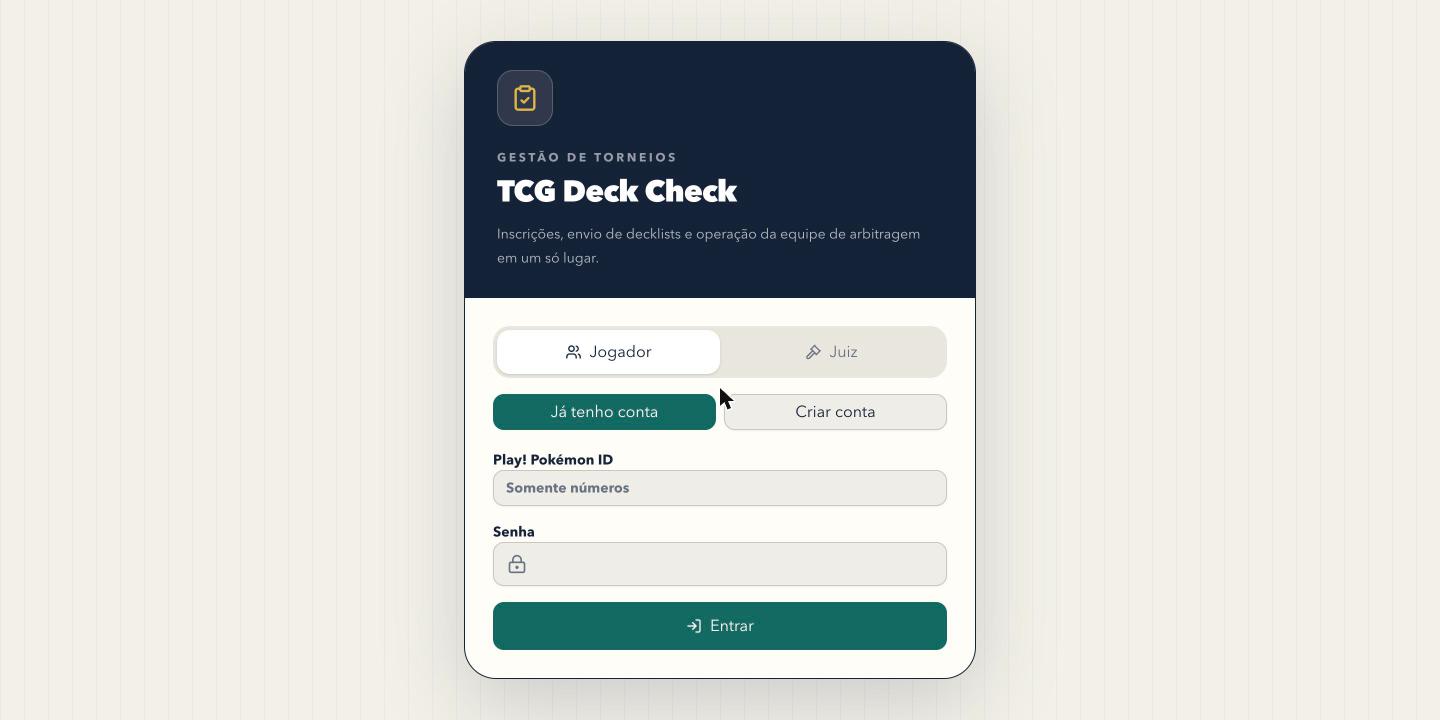 GESTÃO DE TORNEIOS
TCG Deck Check
Inscrições, envio de decklists e operação da equipe de arbitragem
em um só lugar.
Jogador
Juiz
Já tenho conta
Criar conta
Play! Pokémon ID
Somente números
Senha
Entrar